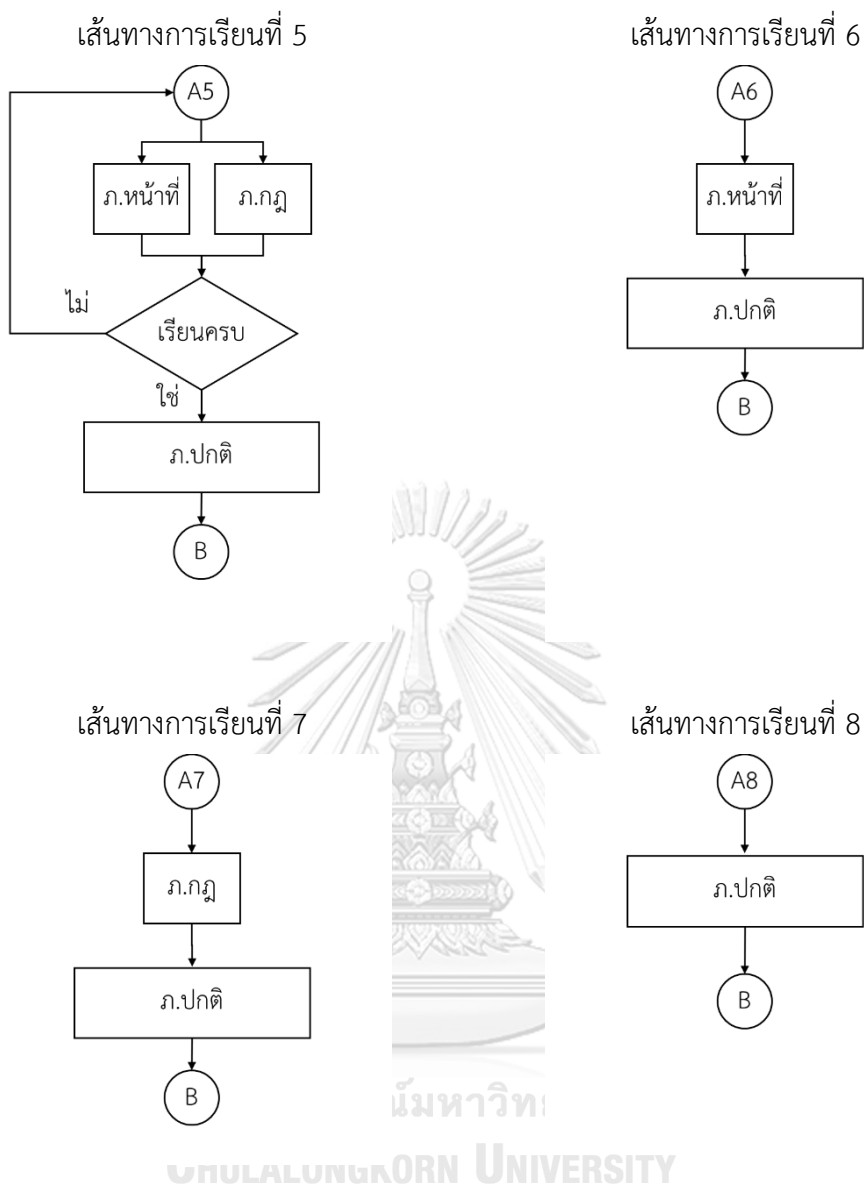 เส้นทางการเรียนที่ 5
A5
ภ.หน้าที่
ภ.กฎ
ไม่
เรียนครบ
ใช่
ภ.ปกติ
B
เส้นทางการเรียนที่ 6
A6
ภ.หน้าที่
ภ.ปกติ
B
เส้นทางการเรียนที่ 7
A7
ภ.กฎ
ภ.ปกติ
B
เส้นทางการเรียนที่ 8
A8
ภ.ปกติ
B
CHULALONGKORN UNIVERSITY